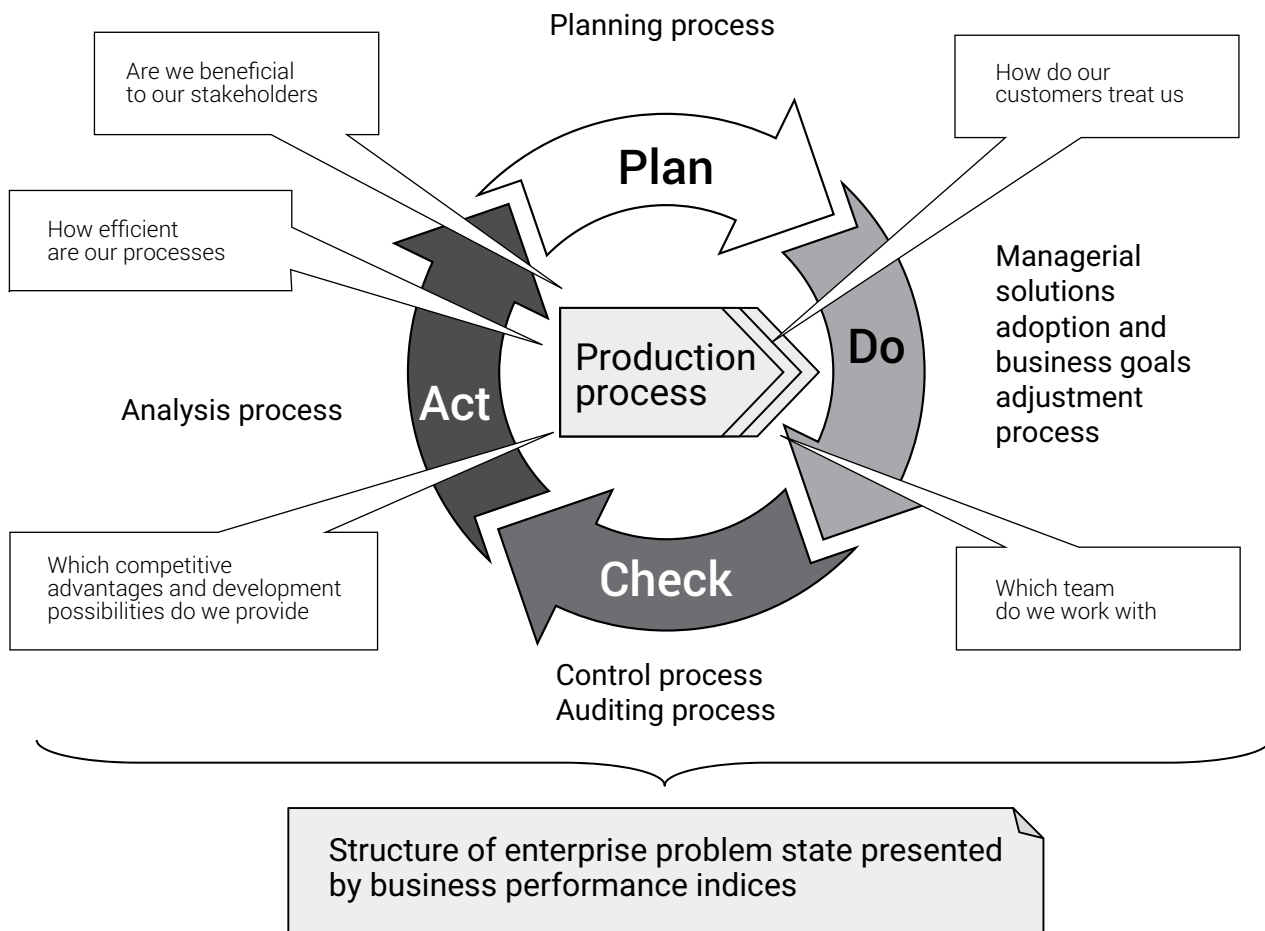 Planning process
Are we beneficial
to our stakeholders
How do our
customers treat us
Plan
How efficient
are our processes
Managerial
solutions
adoption and
business goals
adjustment
process
Do
Production
process
Act
Analysis process
Which competitive
advantages and development
possibilities do we provide
Check
Which team
do we work with
Control process
Auditing process
Structure of enterprise problem state presented
by business performance indices